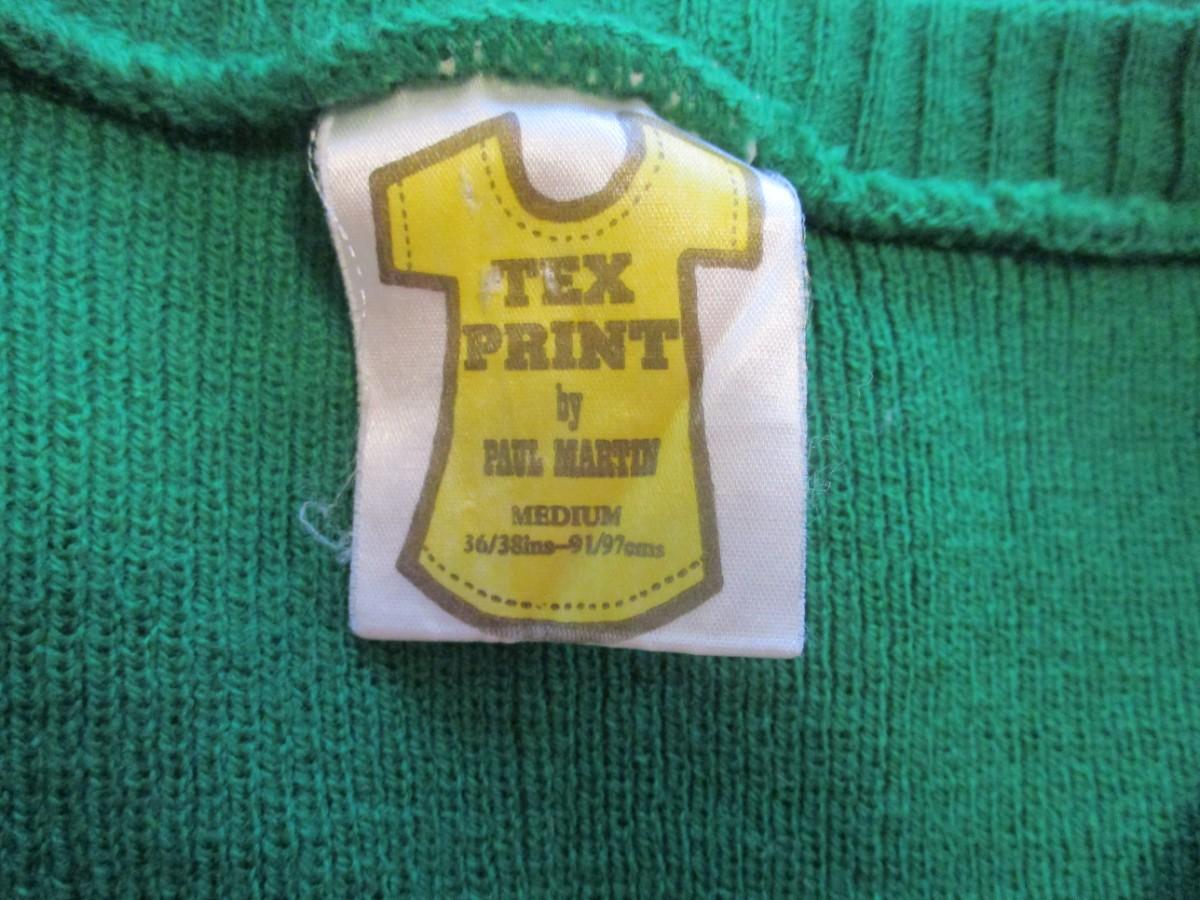 TEX
PRINT
by
PAUL MARTIN
MEDIUM
36/38ins–91/97cms